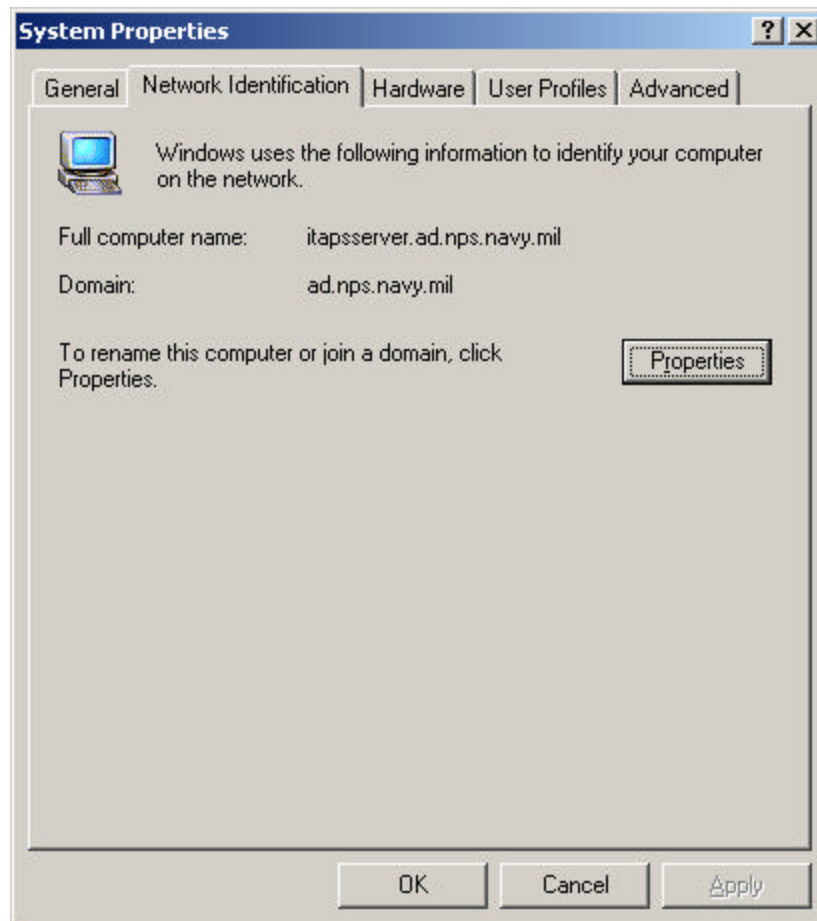 System Properties
General Network Identification Hardware User Profiles Advanced
Windows uses the following information to identify your computer
on the network.
Full computer name: itapsserver.ad.nps.navy.mil
Domain: ad.nps.navy.mil
To rename this computer or join a domain, click
Properties.
Properties
OK Cancel Apply